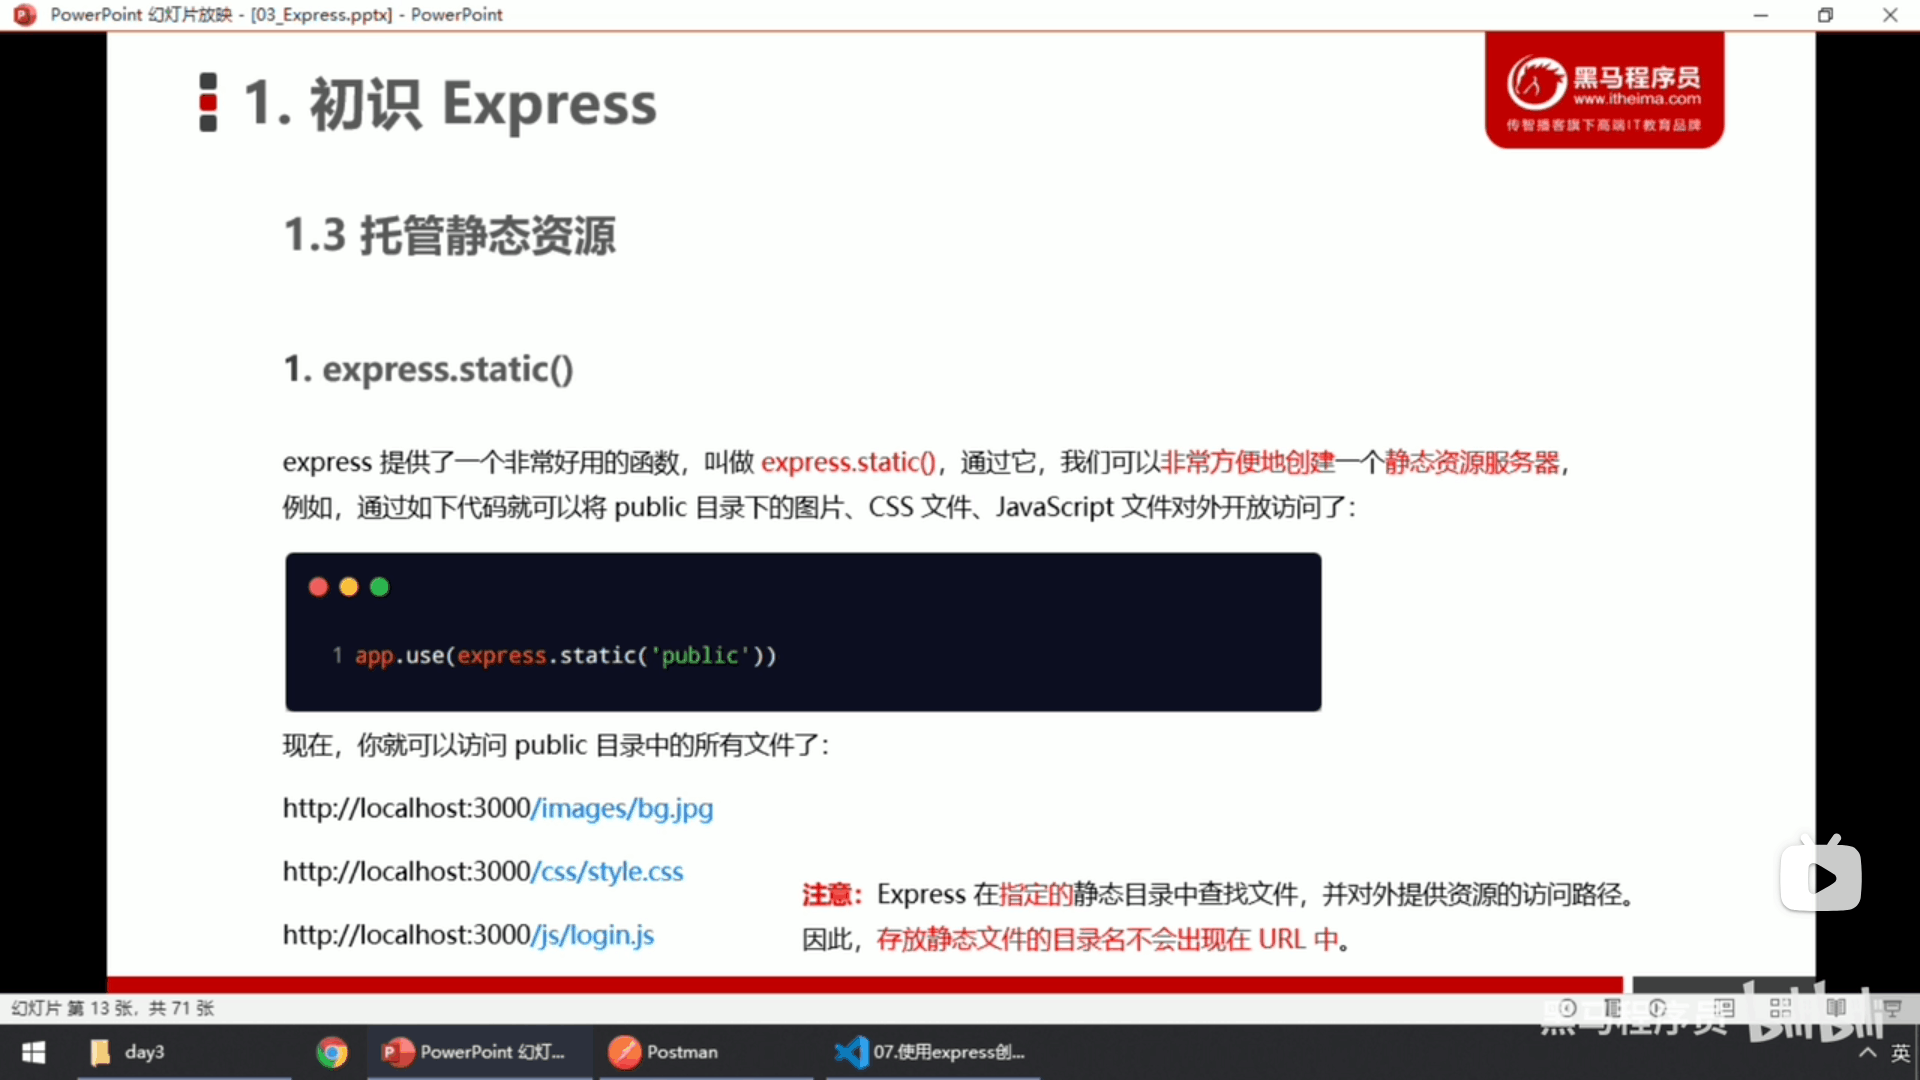 PowerPoint 幻灯片放映 - [03_Express.pptx] - PowerPoint
1. 初识 Express
黑马程序员
www.itheima.com
传智播客旗下高端IT教育品牌
1.3 托管静态资源
1. express.static()
express 提供了一个非常好用的函数，叫做 express.static()，通过它，我们可以非常方便地创建一个静态资源服务器，
例如，通过如下代码就可以将 public 目录下的图片、CSS 文件、JavaScript 文件对外开放访问了：
1 app.use(express.static('public'))
现在，你就可以访问 public 目录中的所有文件了：
http://localhost:3000/images/bg.jpg
http://localhost:3000/css/style.css
http://localhost:3000/js/login.js
注意：Express 在指定的静态目录中查找文件，并对外提供资源的访问路径。
因此，存放静态文件的目录名不会出现在 URL 中。
幻灯片 第 13 张，共 71 张
黑马程序员 bilibili
day3
PowerPoint 幻灯...
Postman
07.使用express创...
英